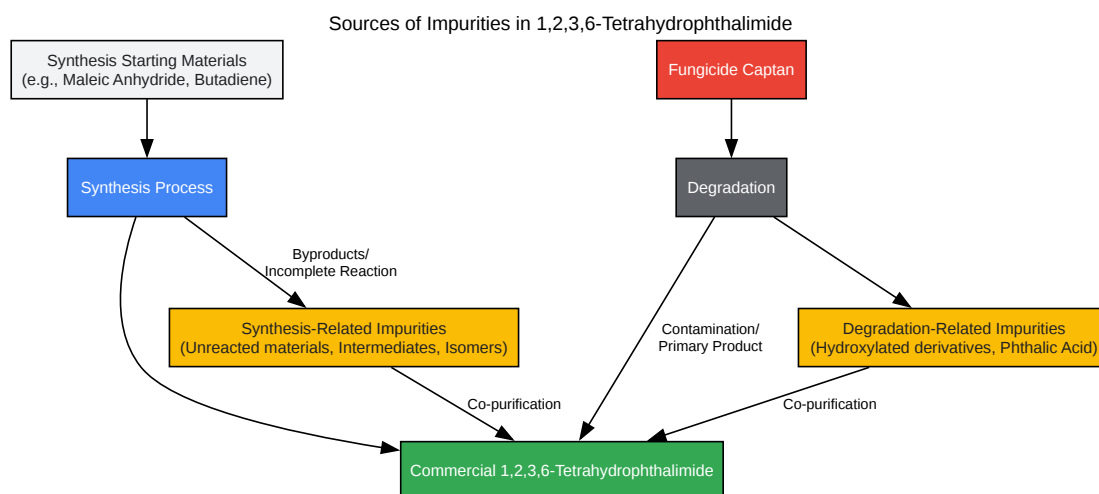 Sources of Impurities in 1,2,3,6-Tetrahydrophthalimide
Synthesis Starting Materials
(e.g., Maleic Anhydride, Butadiene)
Fungicide Captan
Synthesis Process
Degradation
Byproducts/
Incomplete Reaction
Synthesis-Related Impurities
(Unreacted materials, Intermediates, Isomers)
Contamination/
Primary Product
Degradation-Related Impurities
(Hydroxylated derivatives, Phthalic Acid)
Co-purification
Co-purification
Commercial 1,2,3,6-Tetrahydrophthalimide